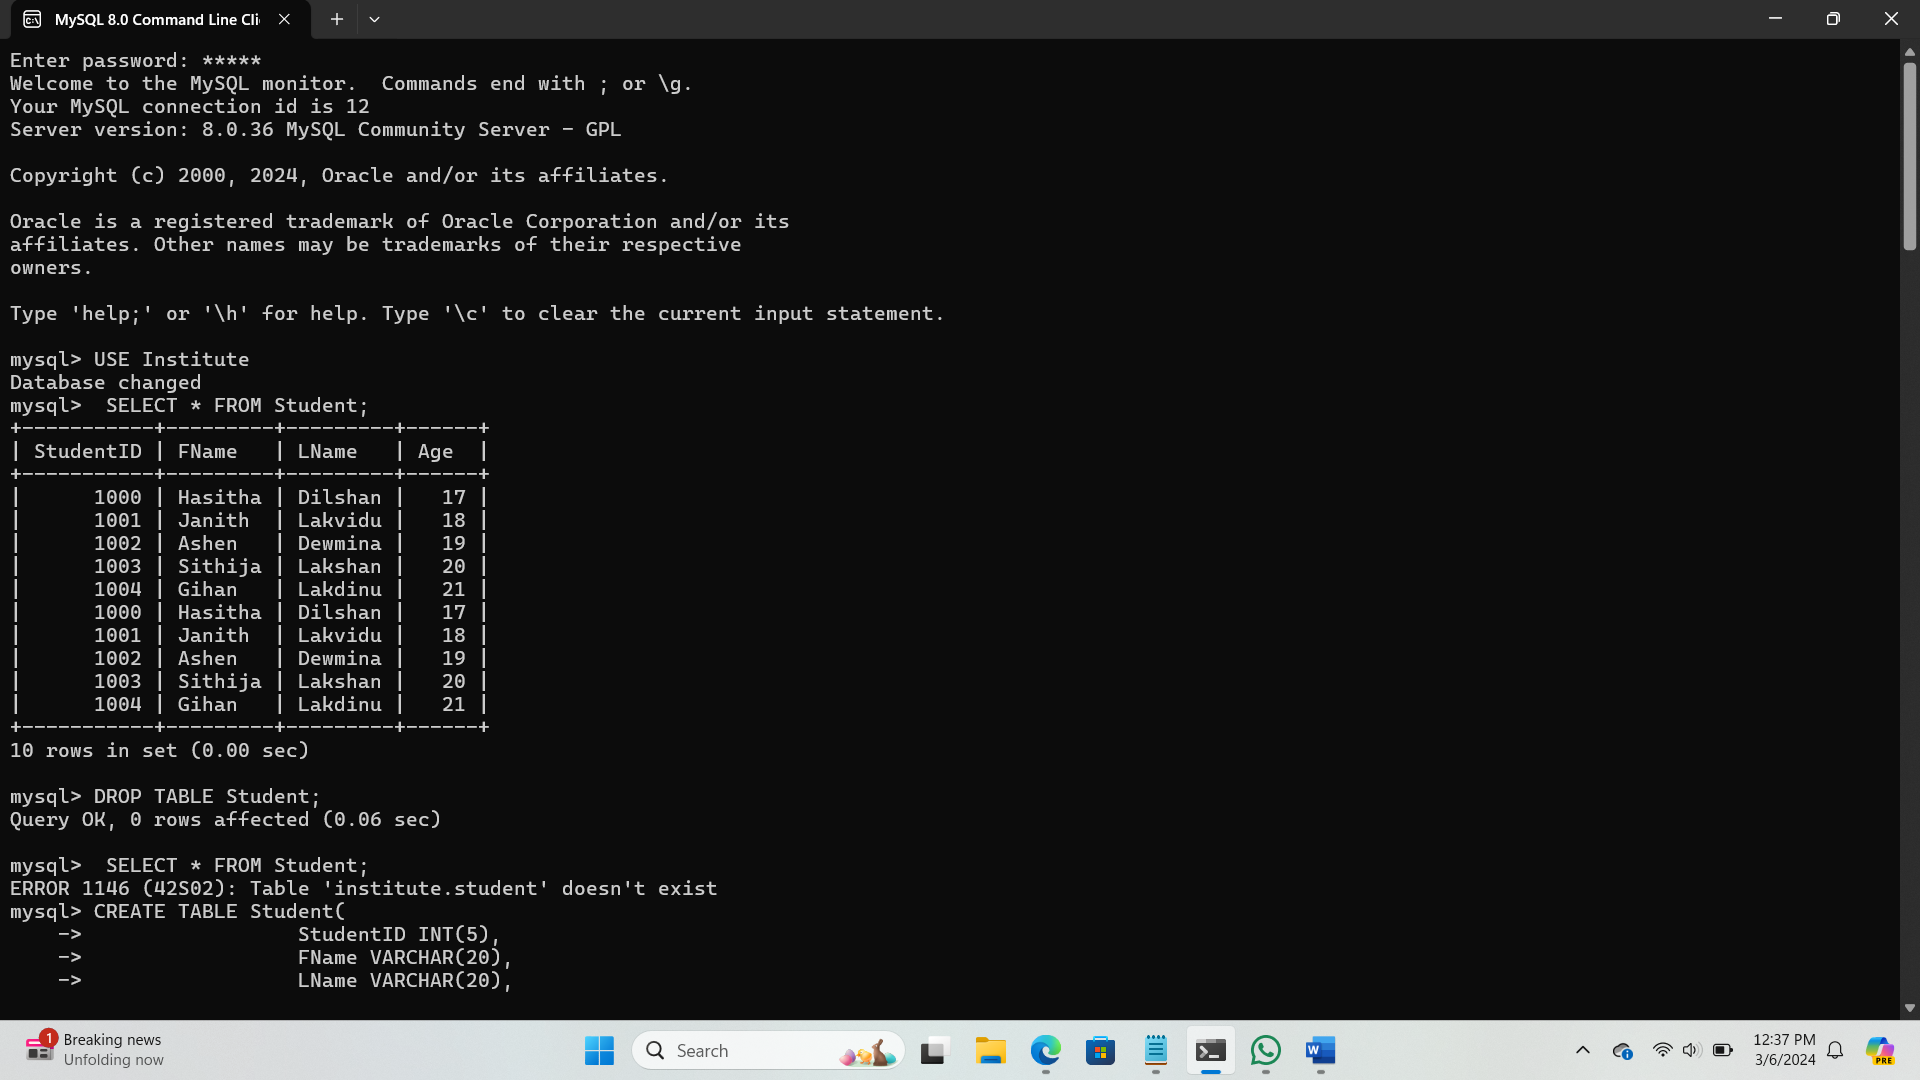 MySQL 8.0 Command Line Cli
Enter password: *****
Welcome to the MySQL monitor.  Commands end with ; or \g.
Your MySQL connection id is 12
Server version: 8.0.36 MySQL Community Server - GPL
Copyright (c) 2000, 2024, Oracle and/or its affiliates.
Oracle is a registered trademark of Oracle Corporation and/or its
affiliates. Other names may be trademarks of their respective
owners.
Type 'help;' or '\h' for help. Type '\c' to clear the current input statement.
mysql> USE Institute
Database changed
mysql>  SELECT * FROM Student;
+-----------+---------+---------+------+
| StudentID | FName   | LName   | Age  |
+-----------+---------+---------+------+
|      1000 | Hasitha | Dilshan |   17 |
|      1001 | Janith  | Lakvidu |   18 |
|      1002 | Ashen   | Dewmina |   19 |
|      1003 | Sithija | Lakshan |   20 |
|      1004 | Gihan   | Lakdinu |   21 |
|      1000 | Hasitha | Dilshan |   17 |
|      1001 | Janith  | Lakvidu |   18 |
|      1002 | Ashen   | Dewmina |   19 |
|      1003 | Sithija | Lakshan |   20 |
|      1004 | Gihan   | Lakdinu |   21 |
+-----------+---------+---------+------+
10 rows in set (0.00 sec)
mysql> DROP TABLE Student;
Query OK, 0 rows affected (0.06 sec)
mysql>  SELECT * FROM Student;
ERROR 1146 (42S02): Table 'institute.student' doesn't exist
mysql> CREATE TABLE Student(
    ->                  StudentID INT(5),
    ->                  FName VARCHAR(20),
    ->                  LName VARCHAR(20),
1
Breaking news
Unfolding now
Search
W
12:37 PM
3/6/2024
PRE